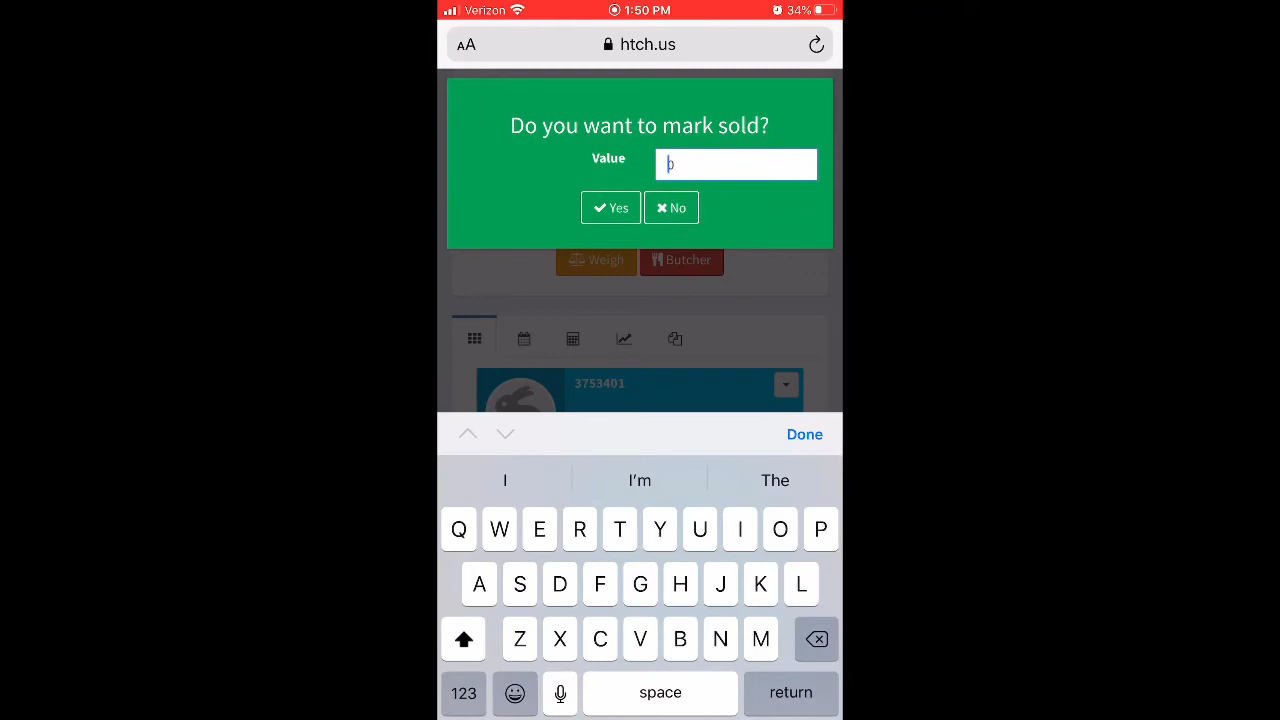 Verizon 1:50 PM 34%
AA htch.us
Do you want to mark sold?
Value
Yes No
Weigh Butcher
3753401
Done
I I'm The
Q W E R T Y U I O P
A S D F G H J K L
Z X C V B N M
123 space return